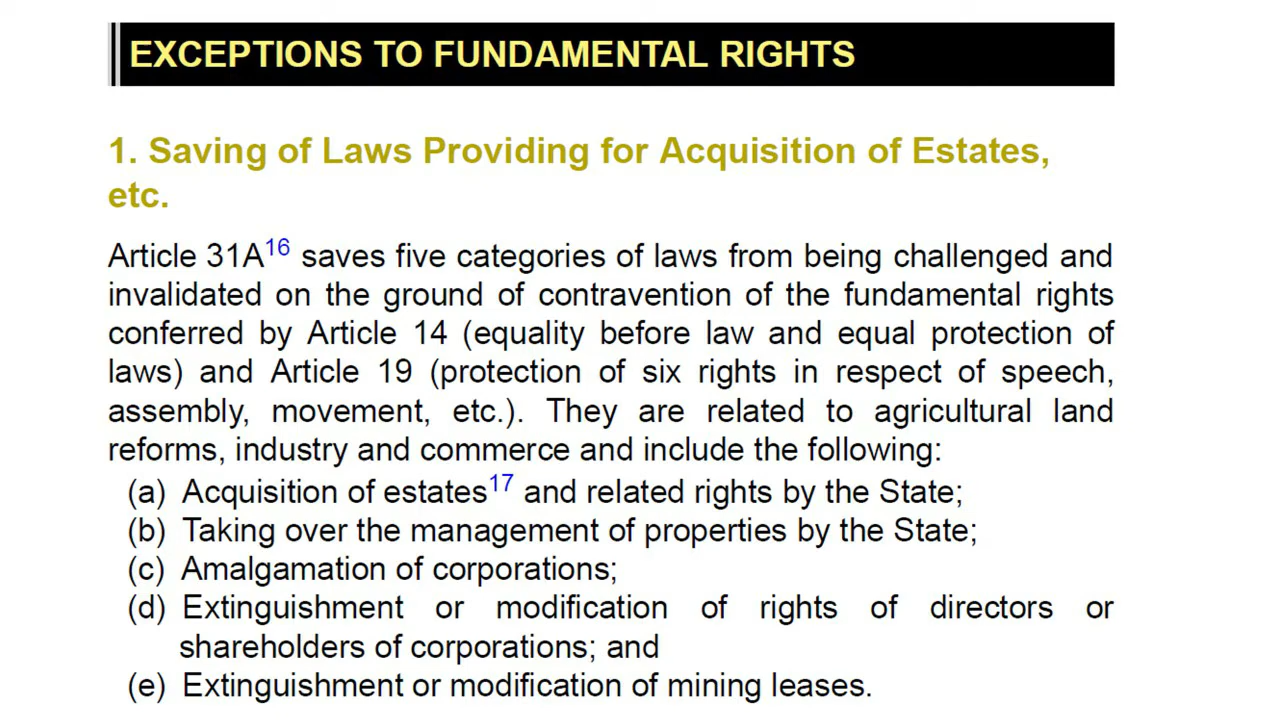 EXCEPTIONS TO FUNDAMENTAL RIGHTS
1. Saving of Laws Providing for Acquisition of Estates,
etc.
Article 31A16 saves five categories of laws from being challenged and
invalidated on the ground of contravention of the fundamental rights
conferred by Article 14 (equality before law and equal protection of
laws) and Article 19 (protection of six rights in respect of speech,
assembly, movement, etc.). They are related to agricultural land
reforms, industry and commerce and include the following:
(a) Acquisition of estates17 and related rights by the State;
(b) Taking over the management of properties by the State;
(c) Amalgamation of corporations;
(d) Extinguishment or modification of rights of directors or
shareholders of corporations; and
(e) Extinguishment or modification of mining leases.